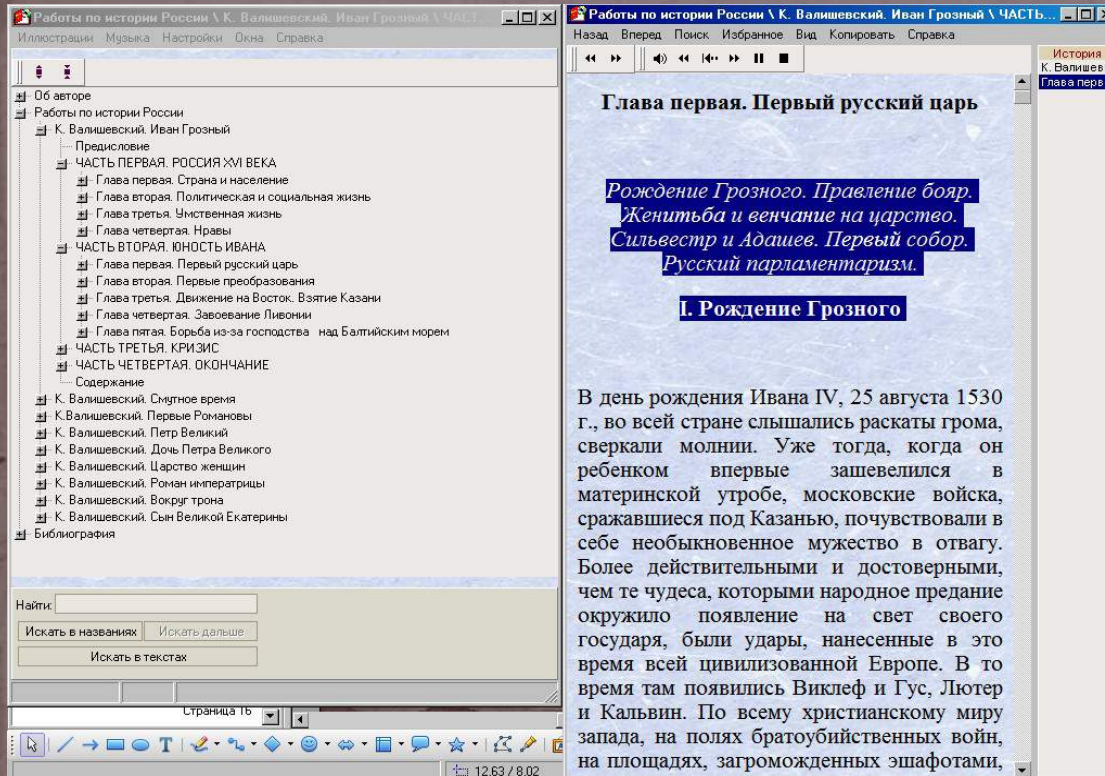 Работы по истории России \ К. Валишевский. Иван Грозный \ ЧАСТ...
Иллюстрации Музыка Настройки Окна Справка
Об авторе
Работы по истории России
К. Валишевский. Иван Грозный
Предисловие
ЧАСТЬ ПЕРВАЯ. РОССИЯ XVI ВЕКА
Глава первая. Страна и население
Глава вторая. Политическая и социальная жизнь
Глава третья. Умственная жизнь
Глава четвертая. Нравы
ЧАСТЬ ВТОРАЯ. ЮНОСТЬ ИВАНА
Глава первая. Первый русский царь
Глава вторая. Первые преобразования
Глава третья. Движение на Восток. Взятие Казани
Глава четвертая. Завоевание Ливонии
Глава пятая. Борьба из-за господства над Балтийским морем
ЧАСТЬ ТРЕТЬЯ. КРИЗИС
ЧАСТЬ ЧЕТВЕРТАЯ. ОКОНЧАНИЕ
Содержание
К. Валишевский. Смутное время
К.Валишевский. Первые Романовы
К. Валишевский. Петр Великий
К. Валишевский. Дочь Петра Великого
К. Валишевский. Царство женщин
К. Валишевский. Роман императрицы
К. Валишевский. Вокруг трона
К. Валишевский. Сын Великой Екатерины
Библиография
Найти:
Искать в названиях Искать дальше
Искать в текстах
Страница 16
12.63 / 8.02
Работы по истории России \ К. Валишевский. Иван Грозный \ ЧАСТЬ...
Назад Вперед Поиск Избранное Вид Копировать Справка
История
К. Валишев
Глава перв
Глава первая. Первый русский царь
Рождение Грозного. Правление бояр.
Женитьба и венчание на царство.
Сильвестр и Адашев. Первый собор.
Русский парламентаризм.
I. Рождение Грозного
В день рождения Ивана IV, 25 августа 1530
г., во всей стране слышались раскаты грома,
сверкали молнии. Уже тогда, когда он
ребенком впервые зашевелился в
материнской утробе, московские войска,
сражавшиеся под Казанью, почувствовали в
себе необыкновенное мужество в отвагу.
Более действительными и достоверными,
чем те чудеса, которыми народное предание
окружило появление на свет своего
государя, были удары, нанесенные в это
время всей цивилизованной Европе. В то
время там появились Виклеф и Гус, Лютер
и Кальвин. По всему христианскому миру
запада, на полях братоубийственных войн,
на площадях, загроможденных эшафотами,